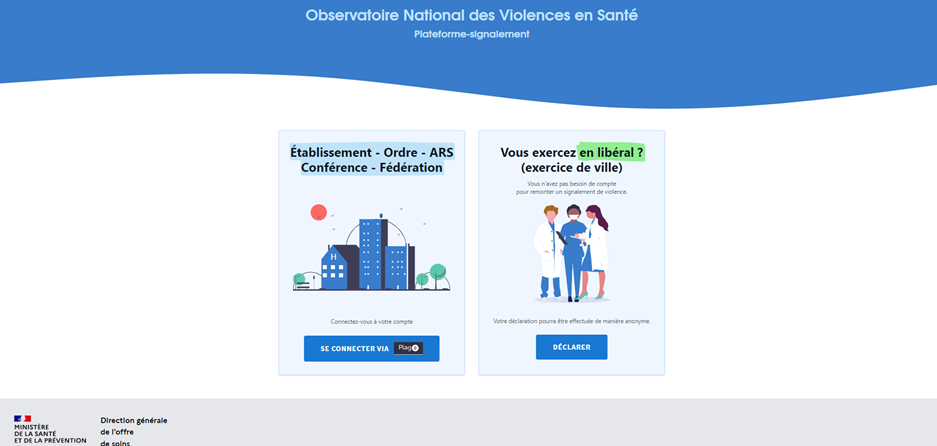 Observatoire National des Violences en Santé
Plateforme-signalement
Établissement - Ordre - ARS
Conférence - Fédération
H
Connectez-vous à votre compte
SE CONNECTER VIA Plage
Vous exercez en libéral ?
(exercice de ville)
Vous n'avez pas besoin de compte
pour remonter un signalement de violence.
Votre déclaration pourra être effectuée de manière anonyme.
DÉCLARER
MINISTÈRE
DE LA SANTÉ
ET DE LA PRÉVENTION
Direction générale
de l'offre
de soins